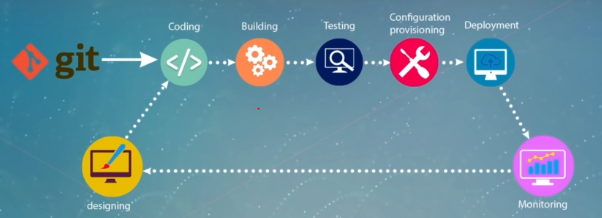 Coding
Building
Testing
Configuration
provisioning
Deployment
git
designing
Monitoring